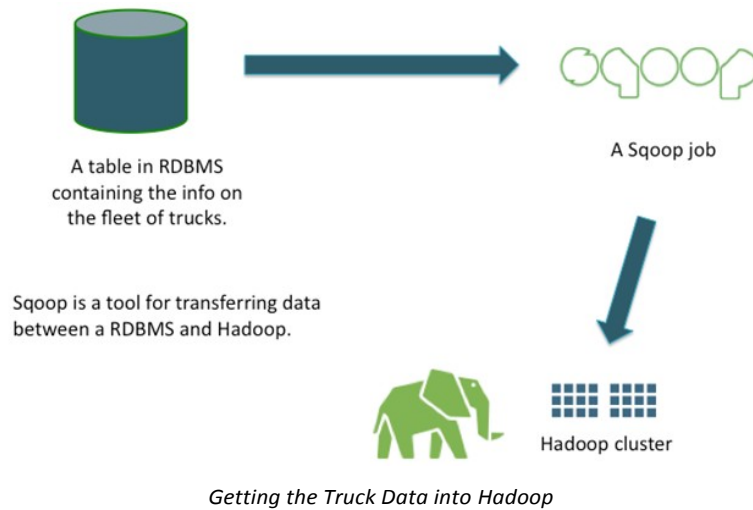 sqoop
A Sqoop job
A table in RDBMS
containing the info on
the fleet of trucks.
Sqoop is a tool for transferring data
between a RDBMS and Hadoop.
Hadoop cluster
Getting the Truck Data into Hadoop